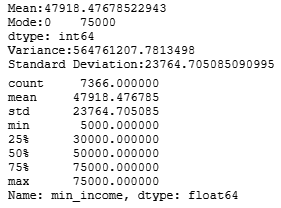 Mean:47918.47678522943
Mode:0    75000
dtype: int64
Variance:564761207.7813498
Standard Deviation:23764.705085090995
count     7366.000000
mean     47918.476785
std      23764.705085
min       5000.000000
25%      30000.000000
50%      50000.000000
75%      75000.000000
max      75000.000000
Name: min_income, dtype: float64